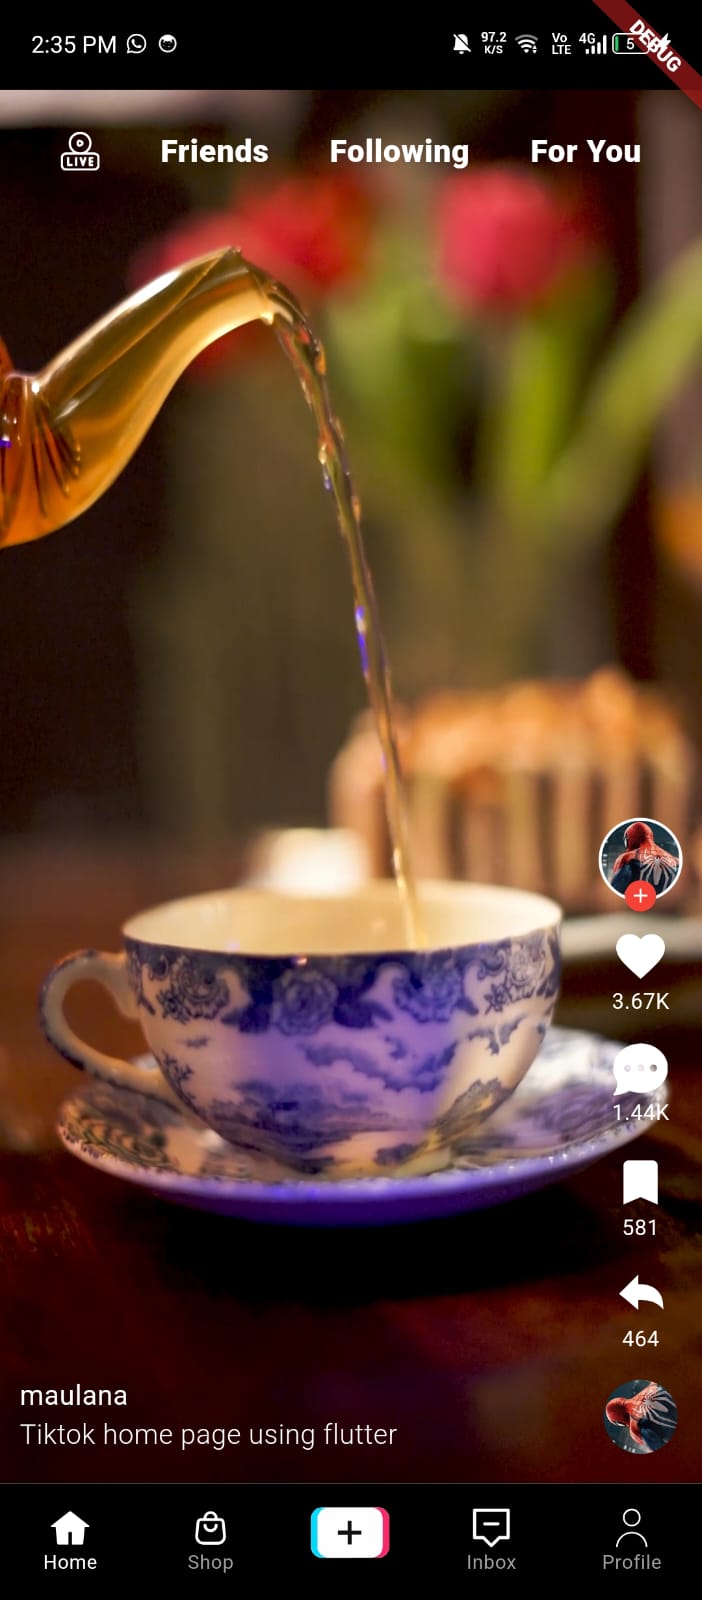 2:35 PM
97.2
K/S
Vo
LTE
4G
5
DEBUG
LIVE
Friends
Following
For You
3.67K
1.44K
581
464
maulana
Tiktok home page using flutter
Home
Shop
Inbox
Profile